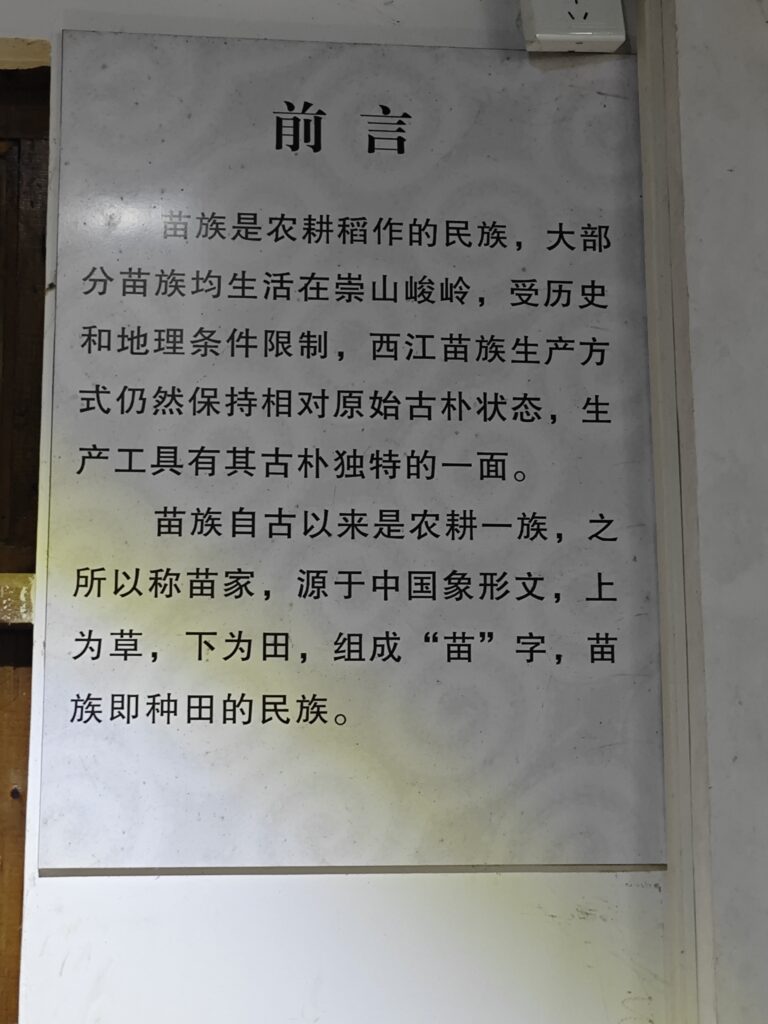 前言
苗族是农耕稻作的民族，大部
分苗族均生活在崇山峻岭，受历史
和地理条件限制，西江苗族生产方
式仍然保持相对原始古朴状态，生
产工具有其古朴独特的一面。
苗族自古以来是农耕一族，之
所以称苗家，源于中国象形文，上
为草，下为田，组成“苗”字，苗
族即种田的民族。